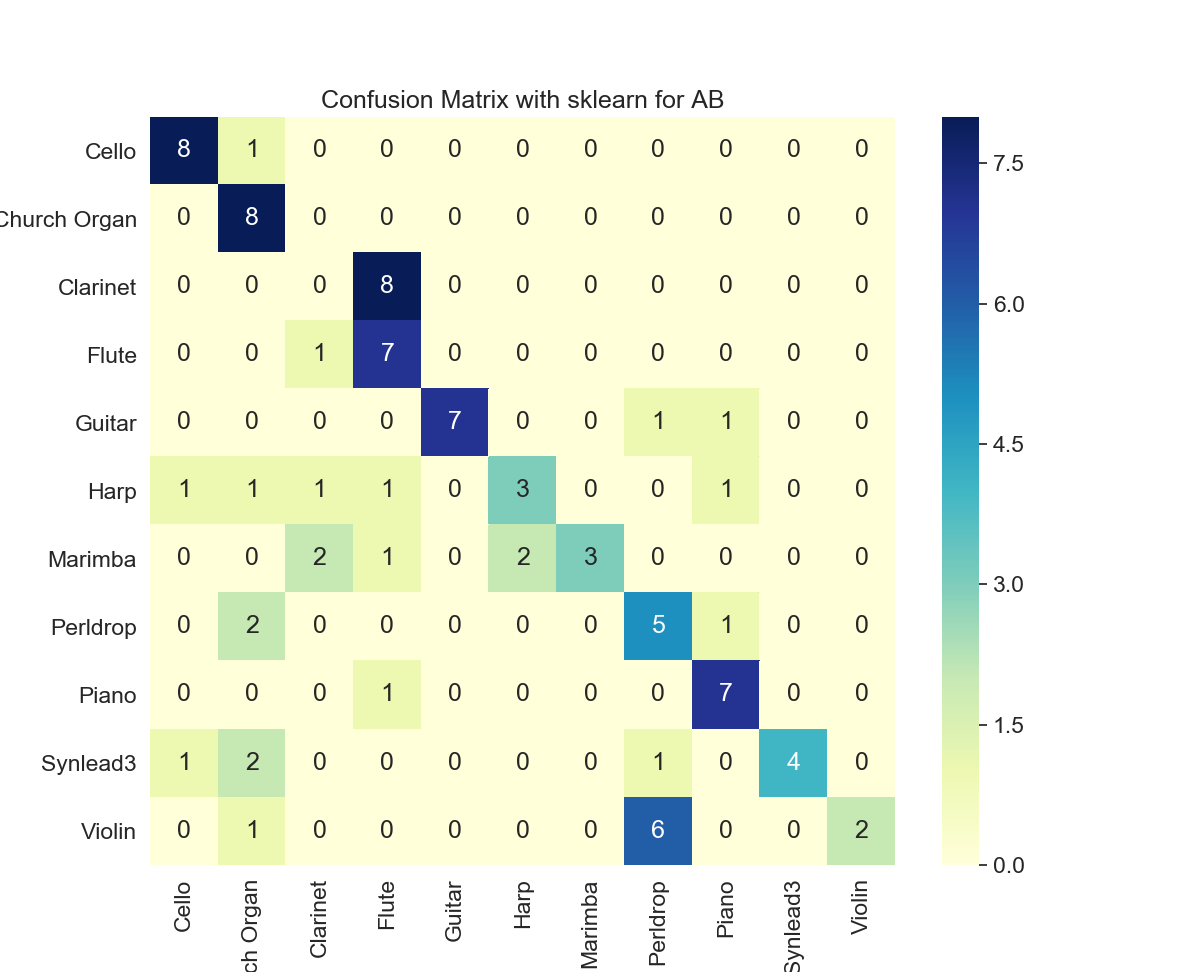 Confusion Matrix with sklearn for AB
Cello 8 1 0 0 0 0 0 0 0 0 0
Church Organ 0 8 0 0 0 0 0 0 0 0 0
Clarinet 0 0 0 8 0 0 0 0 0 0 0
Flute 0 0 1 7 0 0 0 0 0 0 0
Guitar 0 0 0 0 7 0 0 1 1 0 0
Harp 1 1 1 1 0 3 0 0 1 0 0
Marimba 0 0 2 1 0 2 3 0 0 0 0
Perldrop 0 2 0 0 0 0 0 5 1 0 0
Piano 0 0 0 1 0 0 0 0 7 0 0
Synlead3 1 2 0 0 0 0 0 1 0 4 0
Violin 0 1 0 0 0 0 0 6 0 0 2
Cello
ch Organ
Clarinet
Flute
Guitar
Harp
Marimba
Perldrop
Piano
Synlead3
Violin
7.5
6.0
4.5
3.0
1.5
0.0